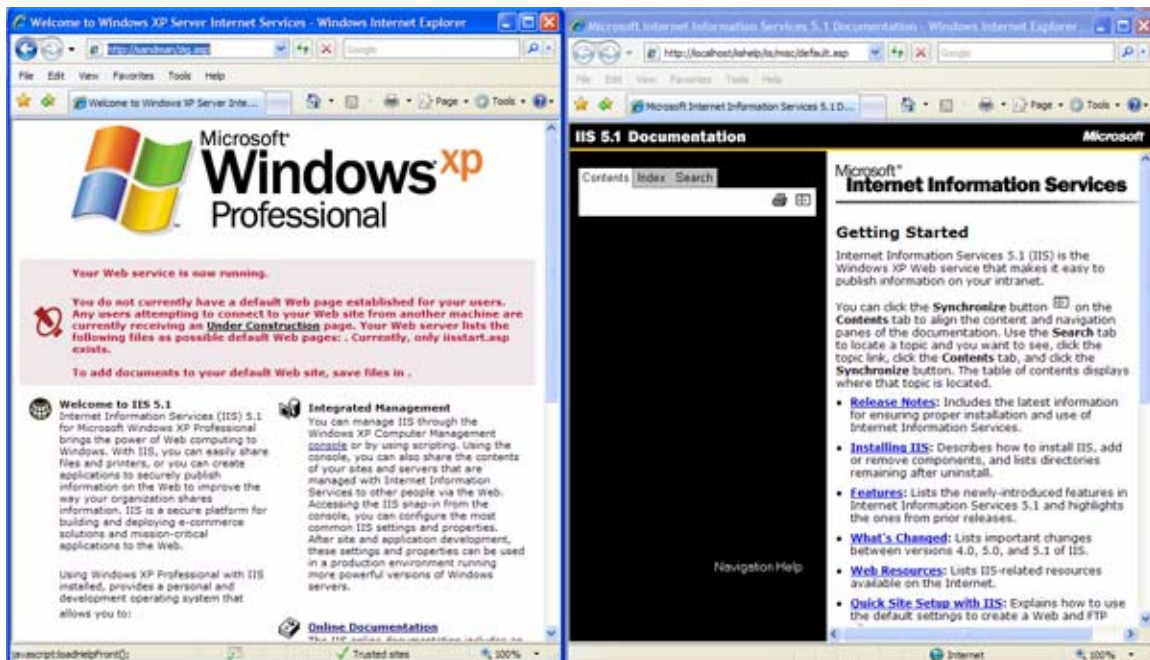 Welcome to Windows XP Server Internet Services - Windows Internet Explorer
Google
File Edit View Favorites Tools Help
Welcome to Windows XP Server Inte...
Page Tools
Microsoft
Windows xp
Professional
Your Web service is now running.
You do not currently have a default Web page established for your users.
Any users attempting to connect to your Web site from another machine are
currently receiving an Under Construction page. Your Web server lists the
following files as possible default Web pages: . Currently, only iisstart.asp
exists.
To add documents to your default Web site, save files in .
Welcome to IIS 5.1
Internet Information Services (IIS) 5.1
for Microsoft Windows XP Professional
brings the power of Web computing to
Windows. With IIS, you can easily share
files and printers, or you can create
applications to securely publish
information on the Web to improve the
way your organization shares
information. IIS is a secure platform for
building and deploying e-commerce
solutions and mission-critical
applications to the Web.
Using Windows XP Professional with IIS
installed, provides a personal and
development operating system that
allows you to:
Integrated Management
You can manage IIS through the
Windows XP Computer Management
console or by using scripting. Using the
console, you can also share the contents
of your sites and servers that are
managed with Internet Information
Services to other people via the Web.
Accessing the IIS snap-in from the
console, you can configure the most
common IIS settings and properties.
After site and application development,
these settings and properties can be used
in a production environment running
more powerful versions of Windows
servers.
Online Documentation
The IIS online documentation includes an
javascript:loadHelpFront();
Trusted sites
100%
Microsoft Internet Information Services 5.1 Documentation - Windows Internet Explorer
http://localhost/iishelp/iis/misc/default.asp
Google
File Edit View Favorites Tools Help
Microsoft Internet Information Services 5.1 D...
Page Tools
IIS 5.1 Documentation
Microsoft
Contents Index Search
Navigation Help
Microsoft
Internet Information Services
Getting Started
Internet Information Services 5.1 (IIS) is the
Windows XP Web service that makes it easy to
publish information on your intranet.
You can click the Synchronize button on the
Contents tab to align the content and navigation
panes of the documentation. Use the Search tab
to locate a topic and you want to see, click the
topic link, click the Contents tab, and click the
Synchronize button. The table of contents displays
where that topic is located.
• Release Notes: Includes the latest information
for ensuring proper installation and use of
Internet Information Services.
• Installing IIS: Describes how to install IIS, add
or remove components, and lists directories
remaining after uninstall.
• Features: Lists the newly-introduced features in
Internet Information Services 5.1 and highlights
the ones from prior releases.
• What's Changed: Lists important changes
between versions 4.0, 5.0, and 5.1 of IIS.
• Web Resources: Lists IIS-related resources
available on the Internet.
• Quick Site Setup with IIS: Explains how to use
the default settings to create a Web and FTP
Internet
100%